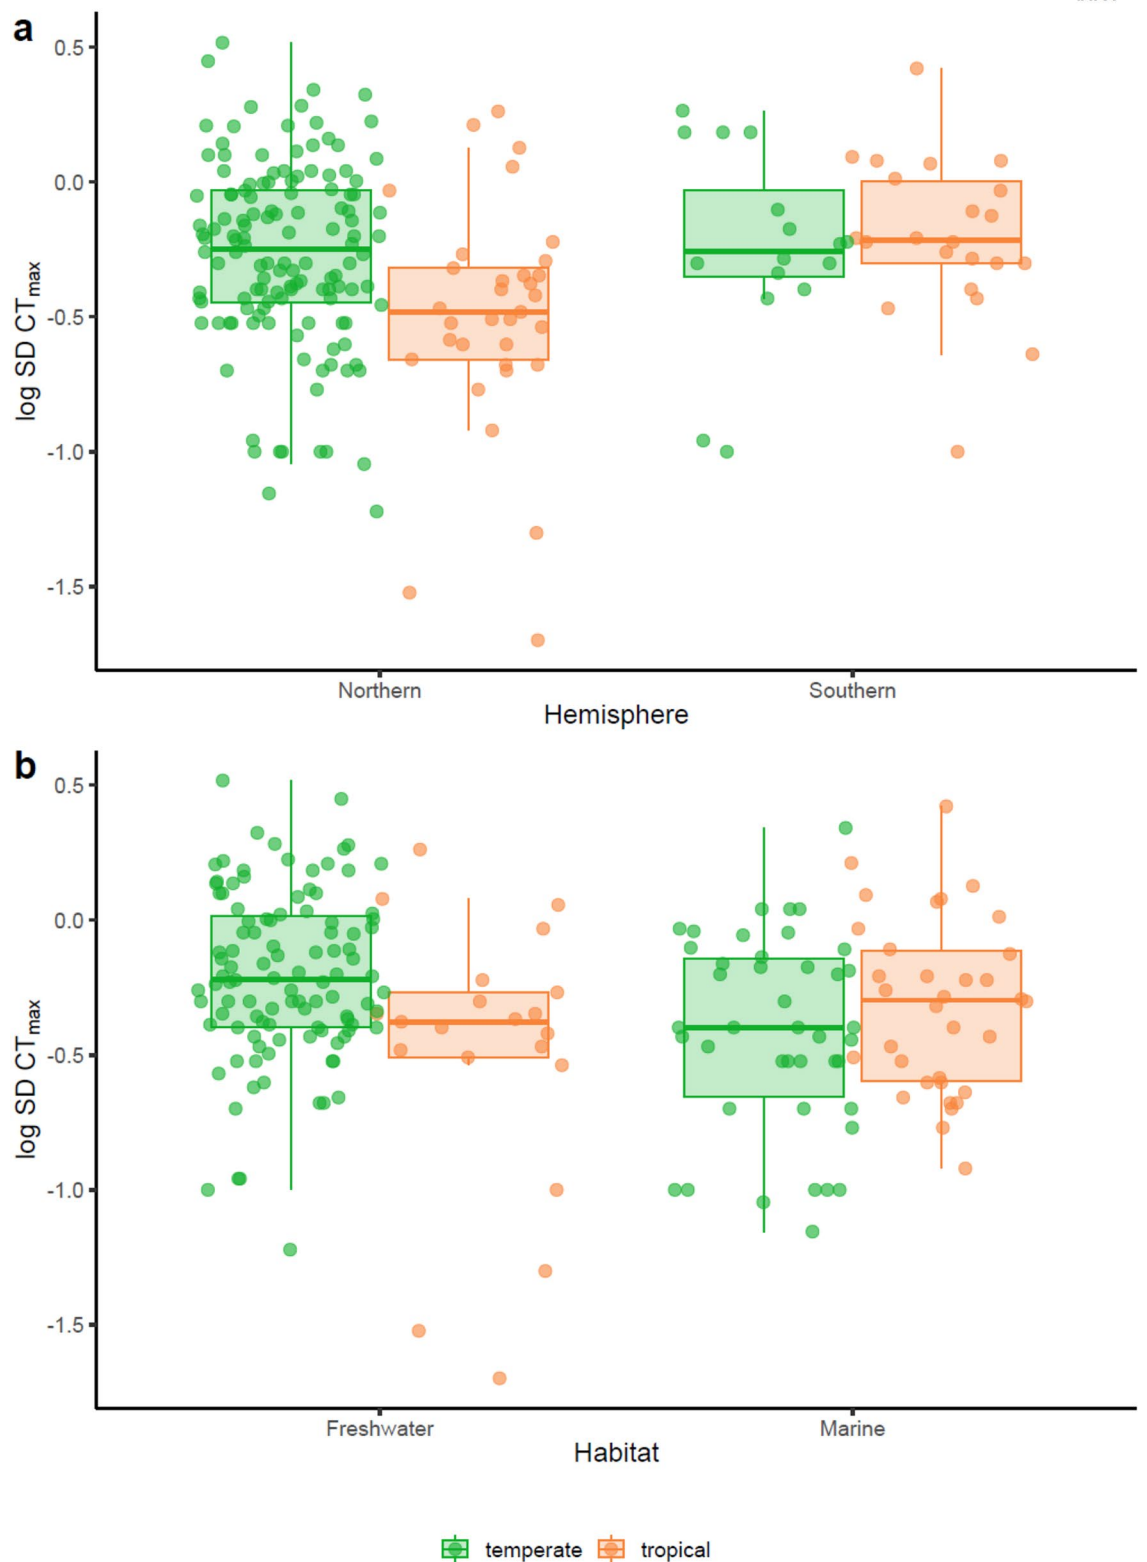 a
0.5
0.0
-0.5
-1.0
-1.5
log SD CTmax
Northern
Southern
Hemisphere
b
0.5
0.0
-0.5
-1.0
-1.5
log SD CTmax
Freshwater
Marine
Habitat
temperate
tropical